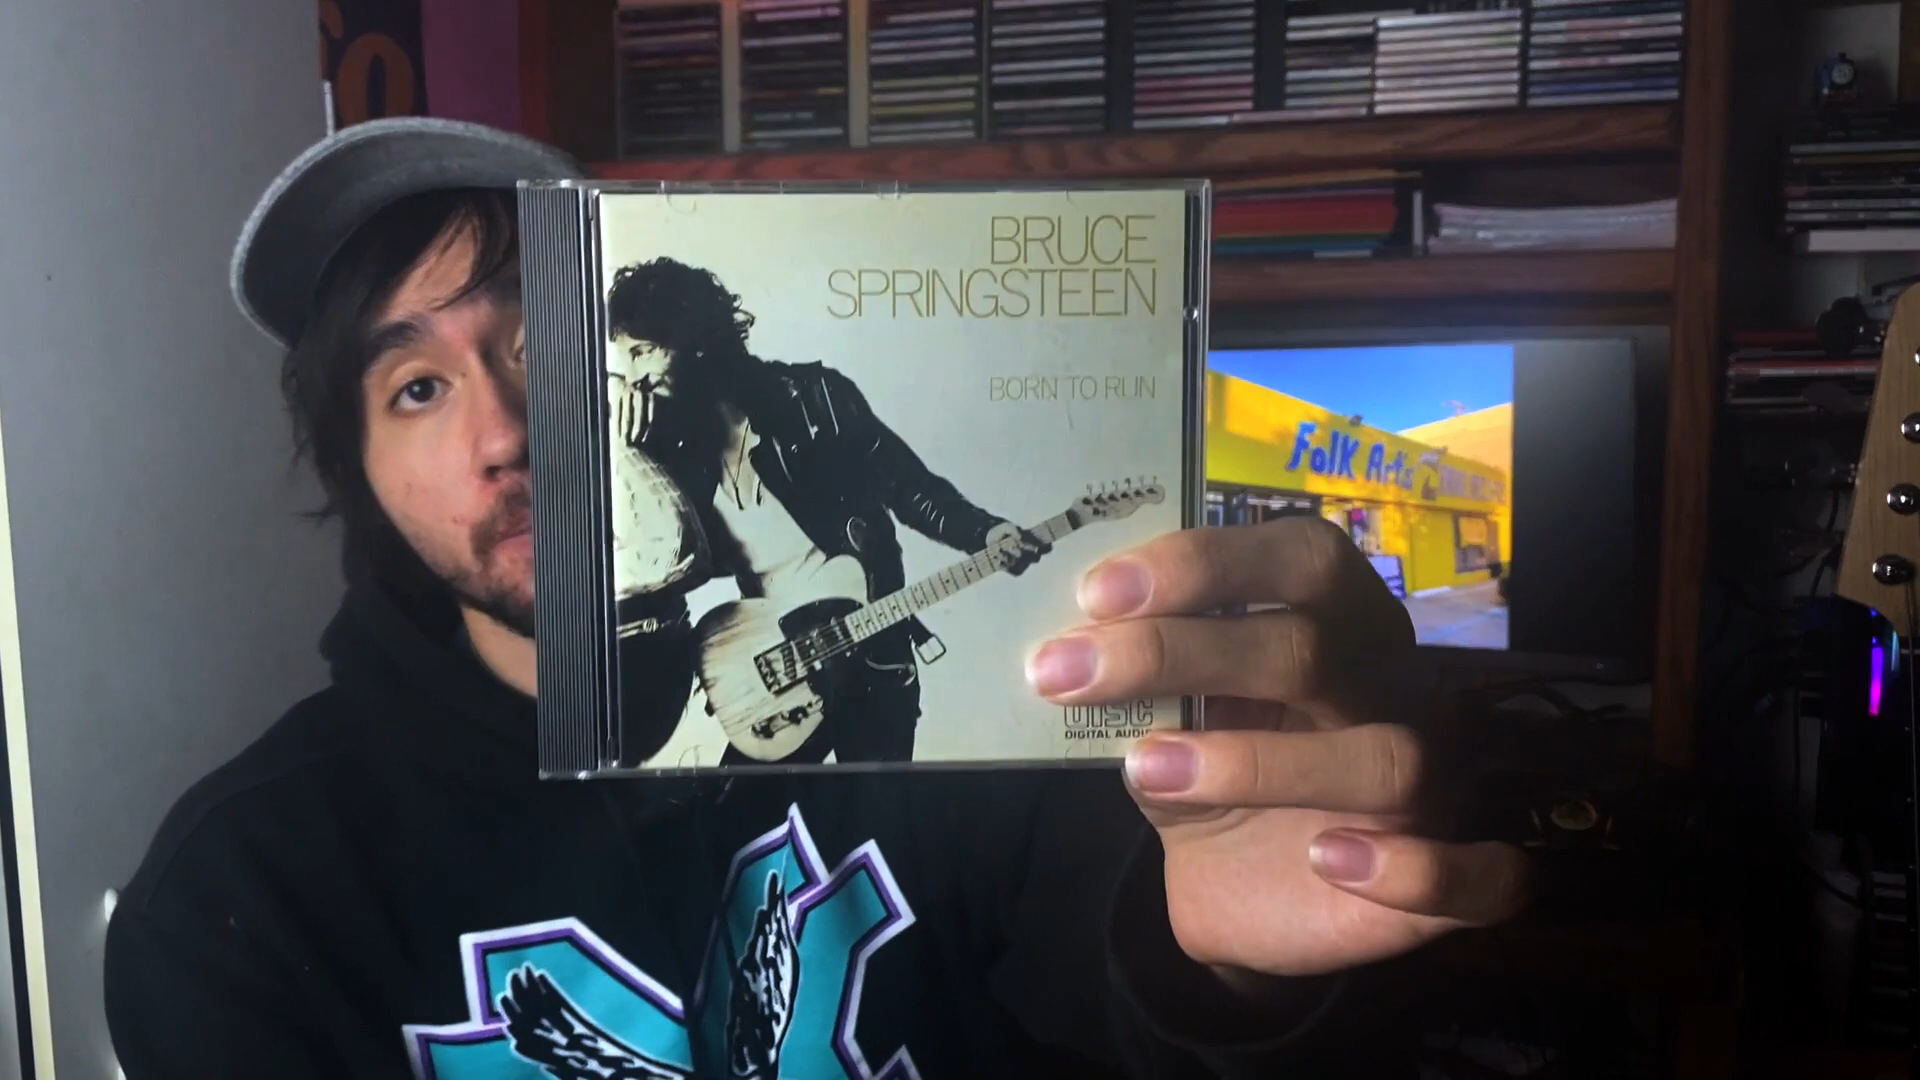 BRUCE
SPRINGSTEEN
BORN TO RUN
DISC
DIGITAL AUDIO
Folk Arts